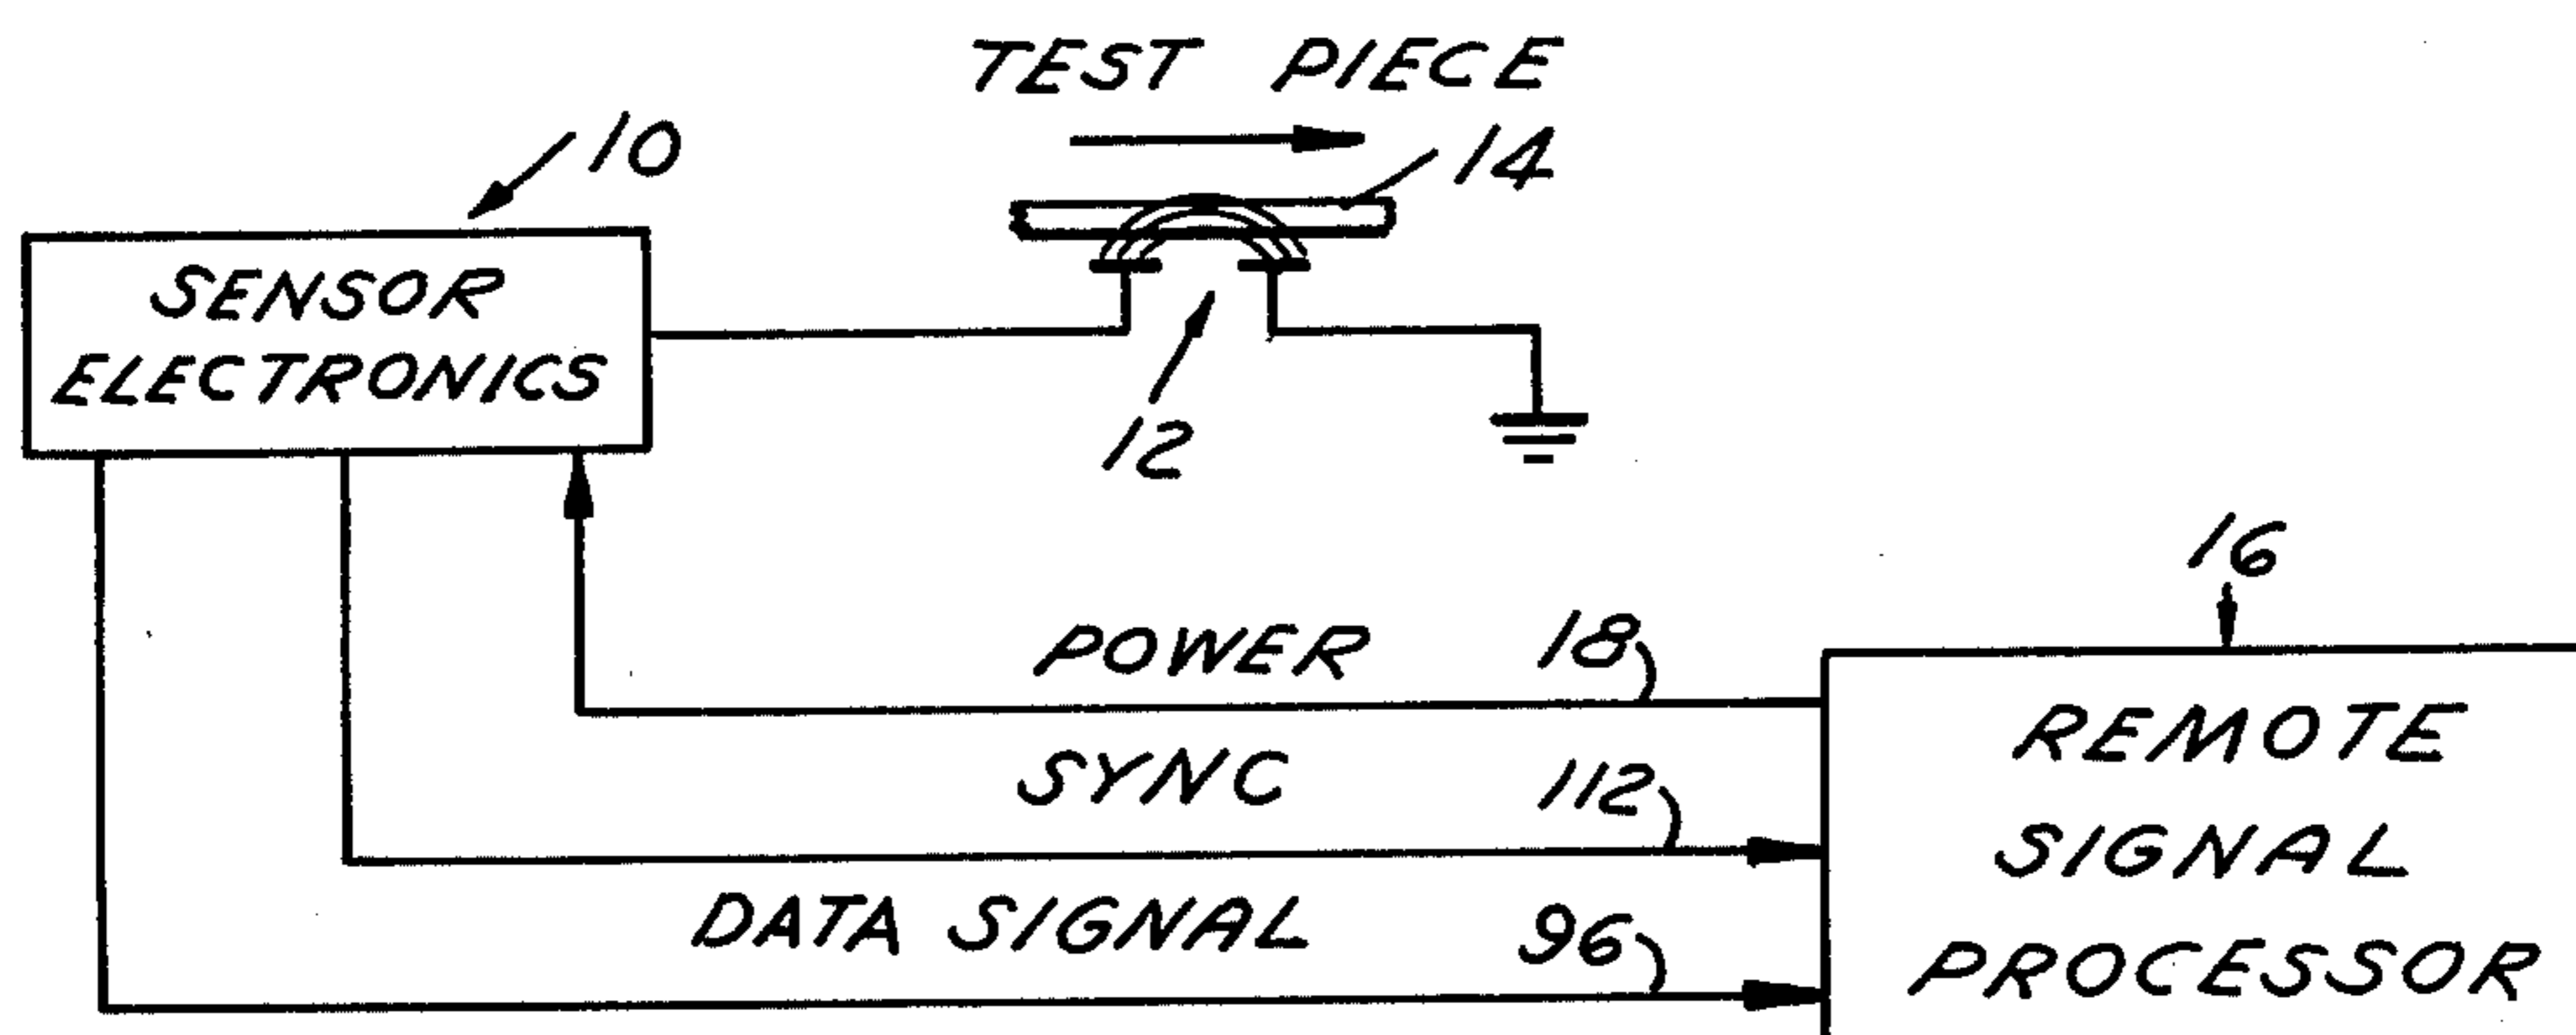 TEST PIECE
10
14
SENSOR
ELECTRONICS
12
16
POWER 18
REMOTE
SYNC 112
SIGNAL
DATA SIGNAL 96
PROCESSOR